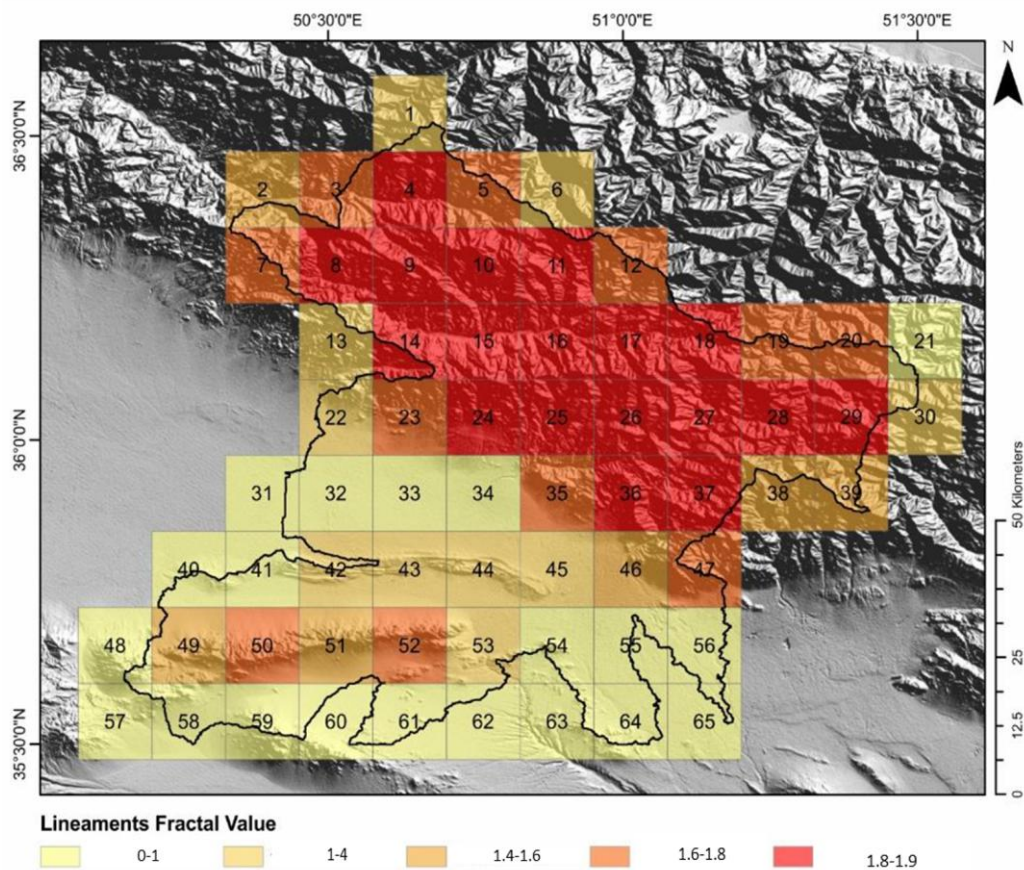 50°30'0"E 51°0'0"E 51°30'0"E
N
36°30'0"N
36°0'0"N
35°30'0"N
1
2 3 4 5 6
7 8 9 10 11 12
13 14 15 16 17 18 19 20 21
22 23 24 25 26 27 28 29 30
31 32 33 34 35 36 37 38 39
40 41 42 43 44 45 46 47
48 49 50 51 52 53 54 55 56
57 58 59 60 61 62 63 64 65
50 Kilometers
25
12.5
0
Lineaments Fractal Value
0-1 1-4 1.4-1.6 1.6-1.8 1.8-1.9